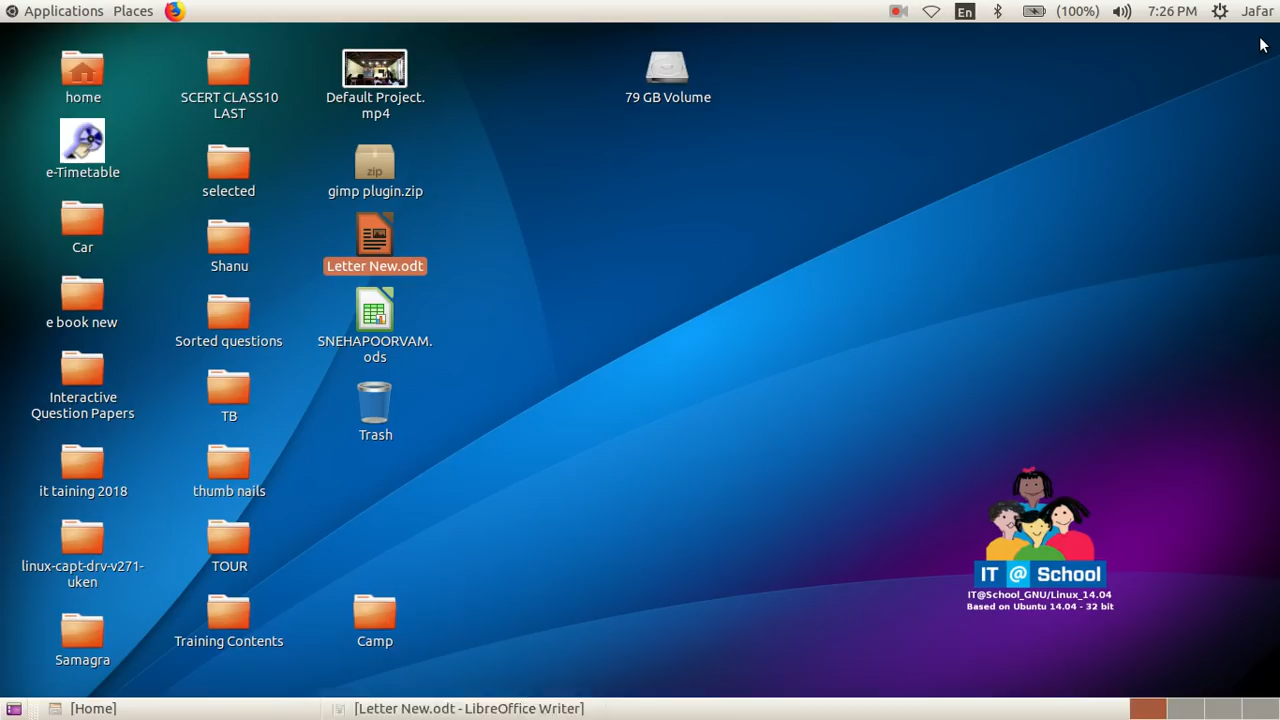 Applications Places
En
(100%)
7:26 PM
Jafar
home
SCERT CLASS10
LAST
Default Project.
mp4
79 GB Volume
e-Timetable
selected
zip
gimp plugin.zip
Car
Shanu
Letter New.odt
e book new
Sorted questions
SNEHAPOORVAM.
ods
Interactive
Question Papers
TB
Trash
it taining 2018
thumb nails
linux-capt-drv-v271-
uken
TOUR
Samagra
Training Contents
Camp
IT @ School
IT@School_GNU/Linux_14.04
Based on Ubuntu 14.04 - 32 bit
[Home]
[Letter New.odt - LibreOffice Writer]